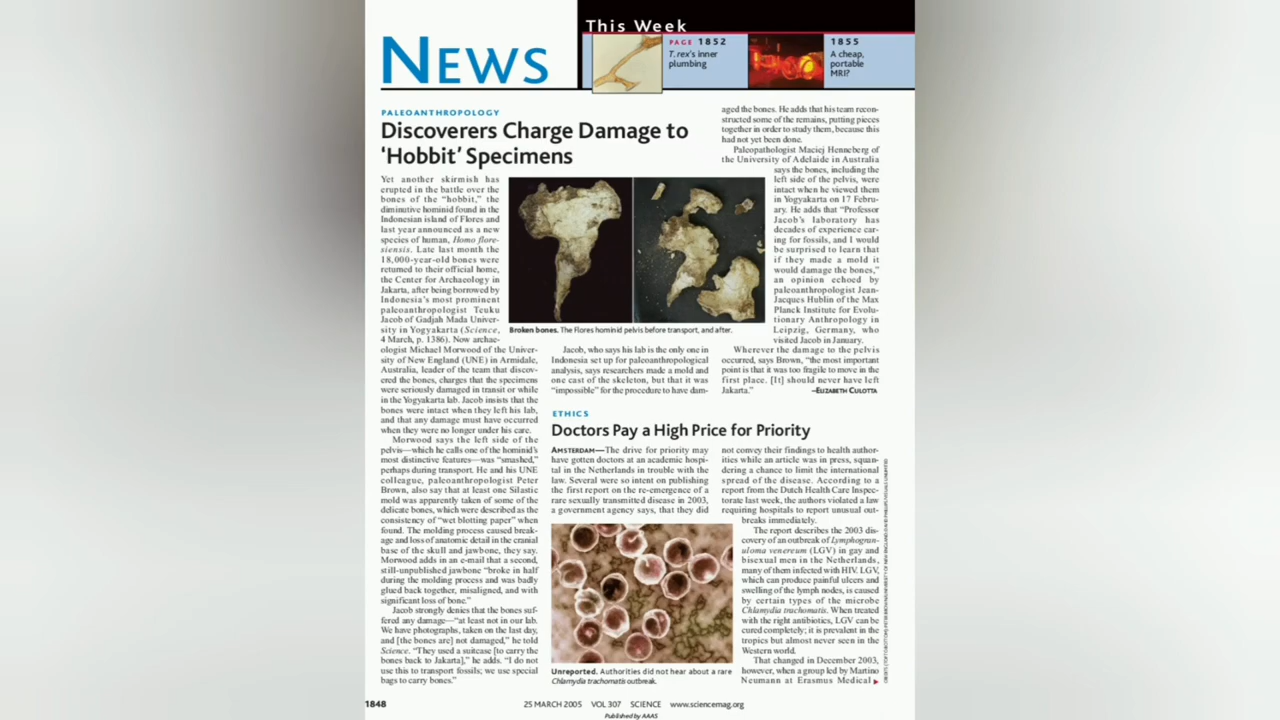 This Week
NEWS
PAGE 1852
T. rex's inner
plumbing
1855
A cheap,
portable
MRI?
PALEOANTHROPOLOGY
Discoverers Charge Damage to
'Hobbit' Specimens
Yet another skirmish has
erupted in the battle over the
bones of the "hobbit," the
diminutive hominid found in the
Indonesian island of Flores and
last year announced as a new
species of human, Homo flore-
siensis. Late last month the
18,000-year-old bones were
returned to their official home,
the Center for Archaeology in
Jakarta, after being borrowed by
Indonesia's most prominent
paleoanthropologist Teuku
Jacob of Gadjah Mada Univer-
sity in Yogyakarta (Science,
4 March, p. 1386). Now archae-
ologist Michael Morwood of the Univer-
sity of New England (UNE) in Armidale,
Australia, leader of the team that discov-
ered the bones, charges that the specimens
were seriously damaged in transit or while
in the Yogyakarta lab. Jacob insists that the
bones were intact when they left his lab,
and that any damage must have occurred
when they were no longer under his care.
Morwood says the left side of the
pelvis—which he calls one of the hominid's
most distinctive features—was "smashed,"
perhaps during transport. He and his UNE
colleague, paleoanthropologist Peter
Brown, also say that at least one Silastic
mold was apparently taken of some of the
delicate bones, which were described as the
consistency of "wet blotting paper" when
found. The molding process caused break-
age and loss of anatomic detail in the cranial
base of the skull and jawbone, they say.
Morwood adds in an e-mail that a second,
still-unpublished jawbone "broke in half
during the molding process and was badly
glued back together, misaligned, and with
significant loss of bone."
Jacob strongly denies that the bones suf-
fered any damage—"at least not in our lab.
We have photographs, taken on the last day,
and [the bones are] not damaged," he told
Science. "They used a suitcase [to carry the
bones back to Jakarta]," he adds. "I do not
use this to transport fossils; we use special
bags to carry bones."
Broken bones. The Flores hominid pelvis before transport, and after.
Jacob, who says his lab is the only one in
Indonesia set up for paleoanthropological
analysis, says researchers made a mold and
one cast of the skeleton, but that it was
"impossible" for the procedure to have dam-
aged the bones. He adds that his team recon-
structed some of the remains, putting pieces
together in order to study them, because this
had not yet been done.
Paleopathologist Maciej Henneberg of
the University of Adelaide in Australia
says the bones, including the
left side of the pelvis, were
intact when he viewed them
in Yogyakarta on 17 Febru-
ary. He adds that "Professor
Jacob's laboratory has
decades of experience car-
ing for fossils, and I would
be surprised to learn that
if they made a mold it
would damage the bones,"
an opinion echoed by
paleoanthropologist Jean-
Jacques Hublin of the Max
Planck Institute for Evolu-
tionary Anthropology in
Leipzig, Germany, who
visited Jacob in January.
Wherever the damage to the pelvis
occurred, says Brown, "the most important
point is that it was too fragile to move in the
first place. [It] should never have left
Jakarta." –ELIZABETH CULOTTA
ETHICS
Doctors Pay a High Price for Priority
AMSTERDAM—The drive for priority may
have gotten doctors at an academic hospi-
tal in the Netherlands in trouble with the
law. Several were so intent on publishing
the first report on the re-emergence of a
rare sexually transmitted disease in 2003,
a government agency says, that they did
not convey their findings to health author-
ities while an article was in press, squan-
dering a chance to limit the international
spread of the disease. According to a
report from the Dutch Health Care Inspec-
torate last week, the authors violated a law
requiring hospitals to report unusual out-
breaks immediately.
The report describes the 2003 dis-
covery of an outbreak of Lymphogran-
uloma venereum (LGV) in gay and
bisexual men in the Netherlands,
many of them infected with HIV. LGV,
which can produce painful ulcers and
swelling of the lymph nodes, is caused
by certain types of the microbe
Chlamydia trachomatis. When treated
with the right antibiotics, LGV can be
cured completely; it is prevalent in the
tropics but almost never seen in the
Western world.
That changed in December 2003,
however, when a group led by Martino
Neumann at Erasmus Medical
Unreported. Authorities did not hear about a rare
Chlamydia trachomatis outbreak.
1848
25 MARCH 2005 VOL 307 SCIENCE www.sciencemag.org
Published by AAAS